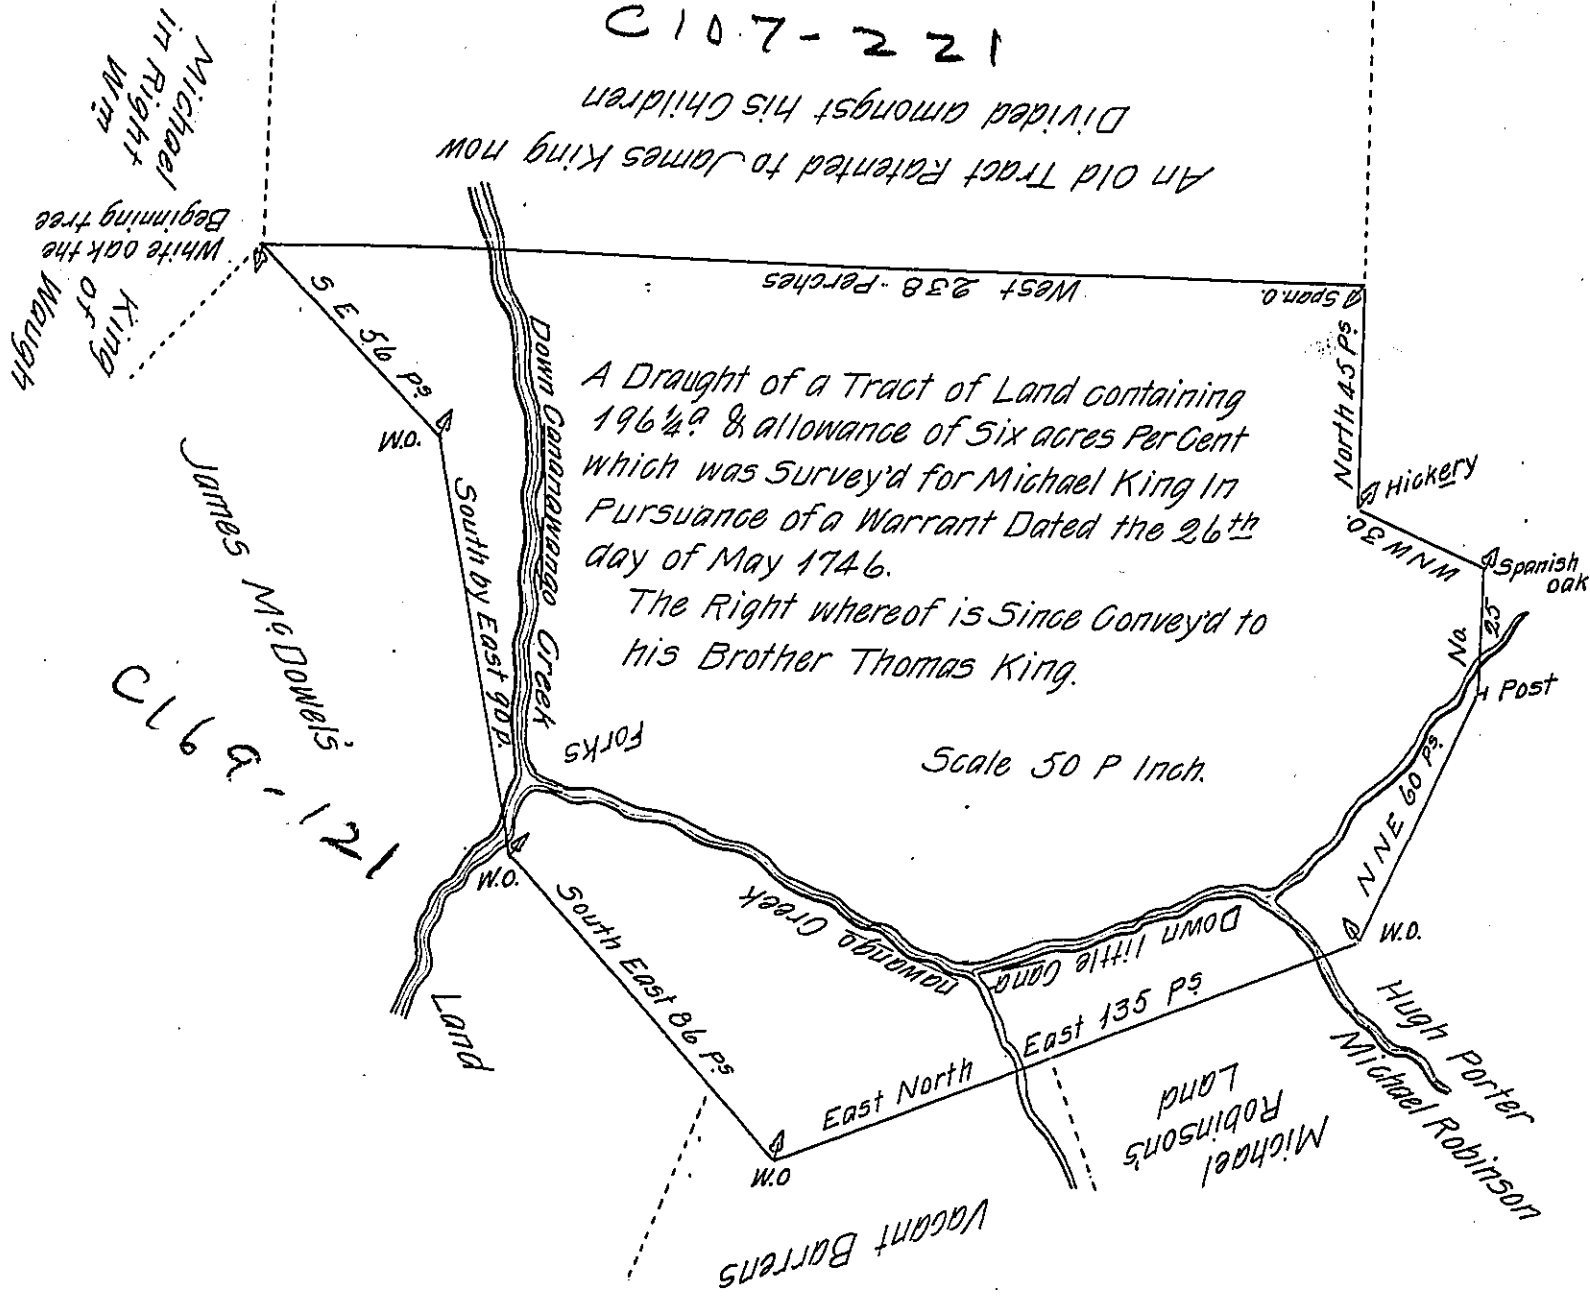 C107-221
An Old Tract Patented to James King now
Divided amongst his Children
Michael
in Right
Wm
King
of
Waugh
White oak the
Beginning tree
S E 56 ps
W.O.
South by East 90 p.
Down Cananawango Creek
West 238 Perches
Span.O.
North 45 Ps.
Hickery
WNW 30.
Spanish
oak
No. 25
Post
NNE 60 Ps.
W.O.
A Draught of a Tract of Land containing
196¼ a & allowance of Six acres Per Cent
which was Survey'd for Michael King In
Pursuance of a Warrant Dated the 26th
day of May 1746.
The Right whereof is Since Convey'd to
his Brother Thomas King.
Scale 50 P Inch.
Forks
James McDowel's
Land
C169-121
W.O.
South East 86 Ps
W.O
East North East 135 Ps
Down little Cana
nawango Creek
Hugh Porter
Michael Robinson
Michael
Robinson's
Land
Vacant Barrens